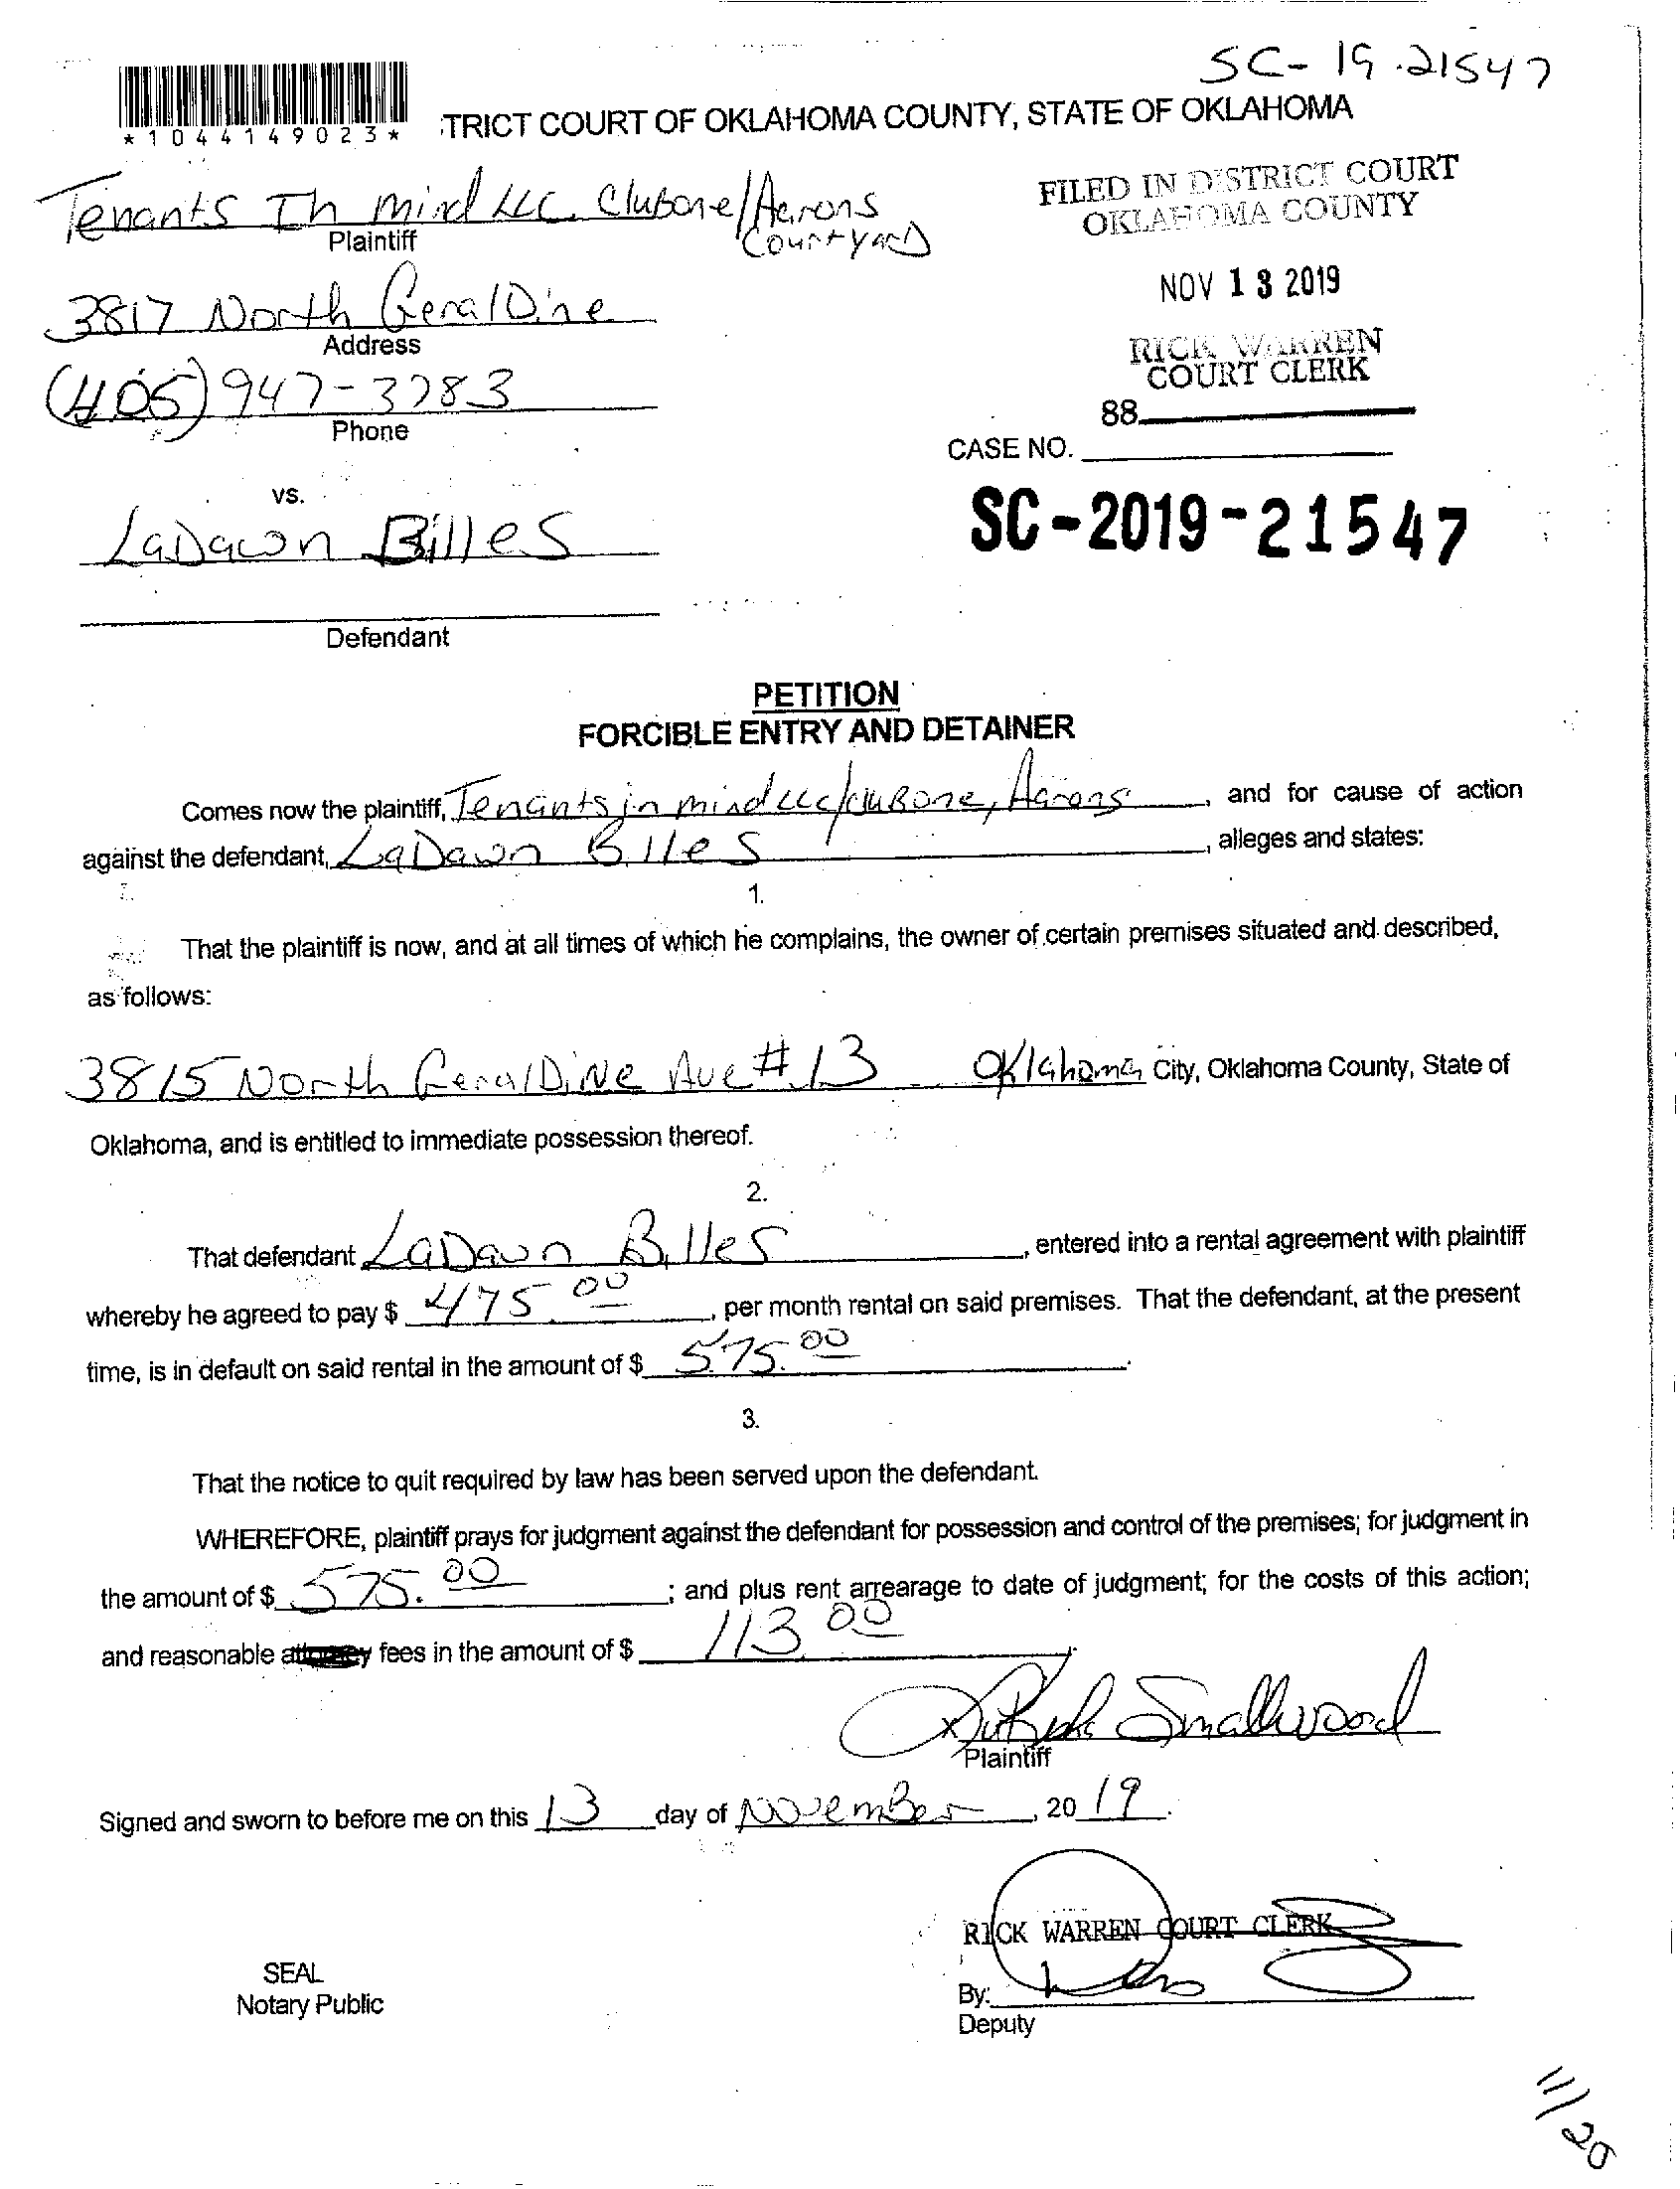 SC-19-21547
*1044149023*
TRICT COURT OF OKLAHOMA COUNTY, STATE OF OKLAHOMA
Tenants In mind LLC. Clubone/Aarons
Courtyard
Plaintiff
FILED IN DISTRICT COURT
OKLAHOMA COUNTY
NOV 13 2019
RICK WARREN
COURT CLERK
88
3817 North GeralDine
Address
(405) 947-3783
Phone
CASE NO.
SC-2019-21547
vs.
LaDawn Billes
Defendant
PETITION
FORCIBLE ENTRY AND DETAINER
Comes now the plaintiff, Tenants in mind LLC/cluBone, Aarons, and for cause of action
against the defendant, LaDawn Billes, alleges and states:
1.
That the plaintiff is now, and at all times of which he complains, the owner of certain premises situated and described,
as follows:
3815 North GeralDiNe Ave #13 Oklahoma City, Oklahoma County, State of
Oklahoma, and is entitled to immediate possession thereof.
2.
That defendant LaDawn Billes, entered into a rental agreement with plaintiff
whereby he agreed to pay $ 475.00, per month rental on said premises. That the defendant, at the present
time, is in default on said rental in the amount of $ 575.00.
3.
That the notice to quit required by law has been served upon the defendant.
WHEREFORE, plaintiff prays for judgment against the defendant for possession and control of the premises; for judgment in
the amount of $ 575.00; and plus rent arrearage to date of judgment; for the costs of this action;
and reasonable attorney fees in the amount of $ 113.00.
Smallwood
Plaintiff
Signed and sworn to before me on this 13 day of NovemBer, 2019.
RICK WARREN COURT CLERK
SEAL
Notary Public
By:
Deputy
11/20